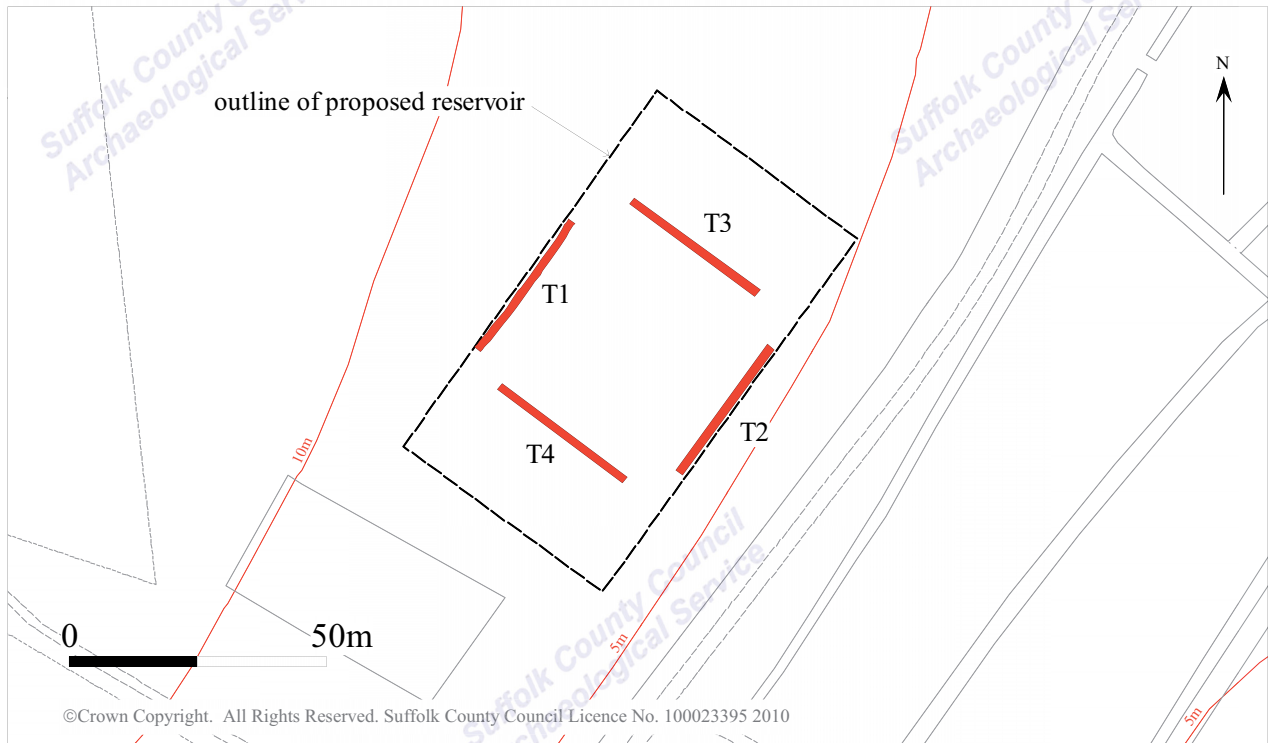 Suffolk County Council
Archaeological Service
Suffolk County Council
Archaeological Service
N
outline of proposed reservoir
T3
T1
T2
T4
10m
Suffolk County Council
Archaeological Service
5m
0 50m
5m
©Crown Copyright. All Rights Reserved. Suffolk County Council Licence No. 100023395 2010